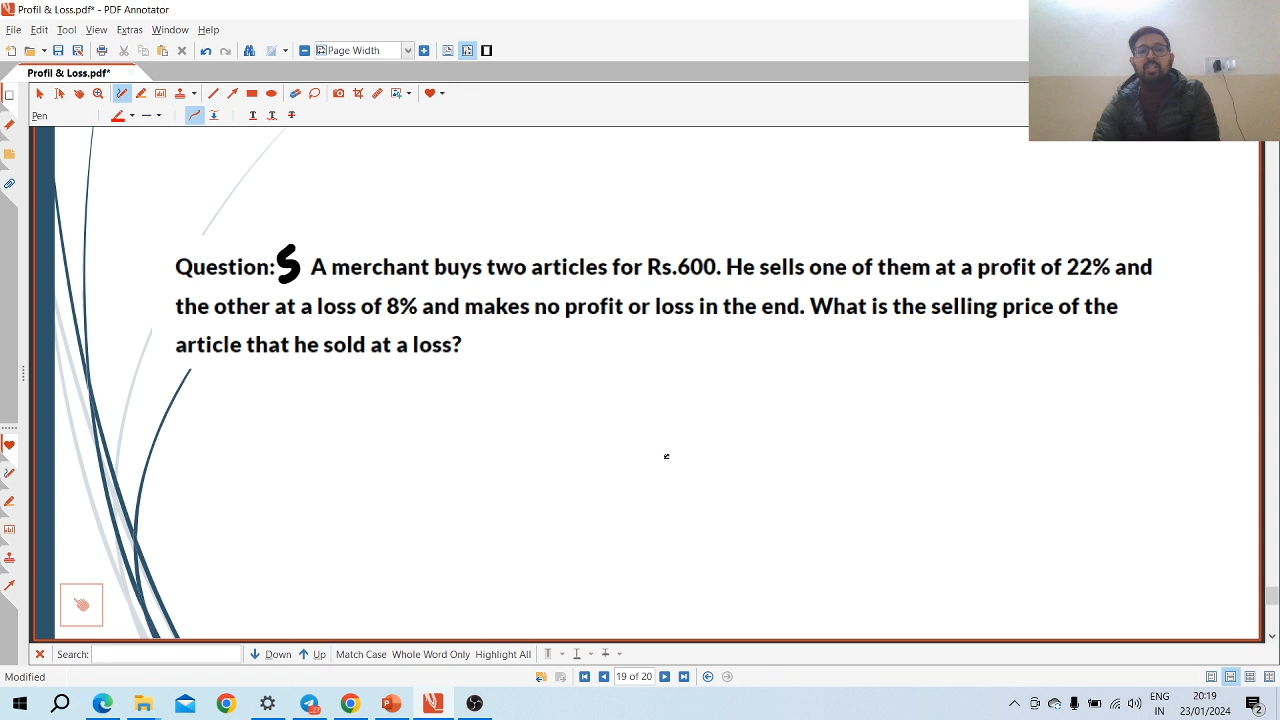 Profil & Loss.pdf* - PDF Annotator
File Edit Tool View Extras Window Help
Page Width
Profil & Loss.pdf*
Pen
Question: 5 A merchant buys two articles for Rs.600. He sells one of them at a profit of 22% and
the other at a loss of 8% and makes no profit or loss in the end. What is the selling price of the
article that he sold at a loss?
Search: Down Up Match Case Whole Word Only Highlight All
Modified 19 of 20
27 ENG 20:19
IN 23/01/2024 2